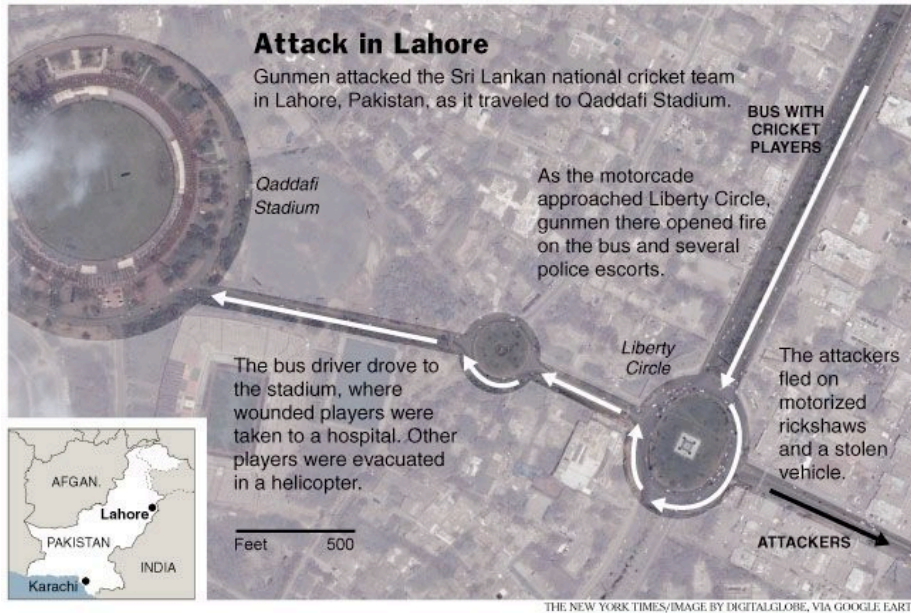 Attack in Lahore
Gunmen attacked the Sri Lankan national cricket team
in Lahore, Pakistan, as it traveled to Qaddafi Stadium.
BUS WITH
CRICKET
PLAYERS
Qaddafi
Stadium
As the motorcade
approached Liberty Circle,
gunmen there opened fire
on the bus and several
police escorts.
Liberty
Circle
The bus driver drove to
the stadium, where
wounded players were
taken to a hospital. Other
players were evacuated
in a helicopter.
The attackers
fled on
motorized
rickshaws
and a stolen
vehicle.
ATTACKERS
Feet 500
AFGAN.
Lahore
PAKISTAN
INDIA
Karachi
THE NEW YORK TIMES/IMAGE BY DIGITALGLOBE, VIA GOOGLE EART